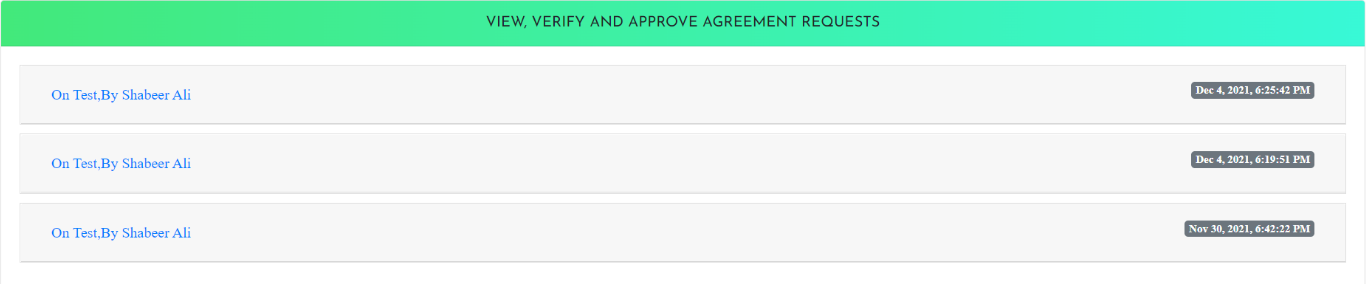 VIEW, VERIFY AND APPROVE AGREEMENT REQUESTS
On Test,By Shabeer Ali Dec 4, 2021, 6:25:42 PM
On Test,By Shabeer Ali Dec 4, 2021, 6:19:51 PM
On Test,By Shabeer Ali Nov 30, 2021, 6:42:22 PM